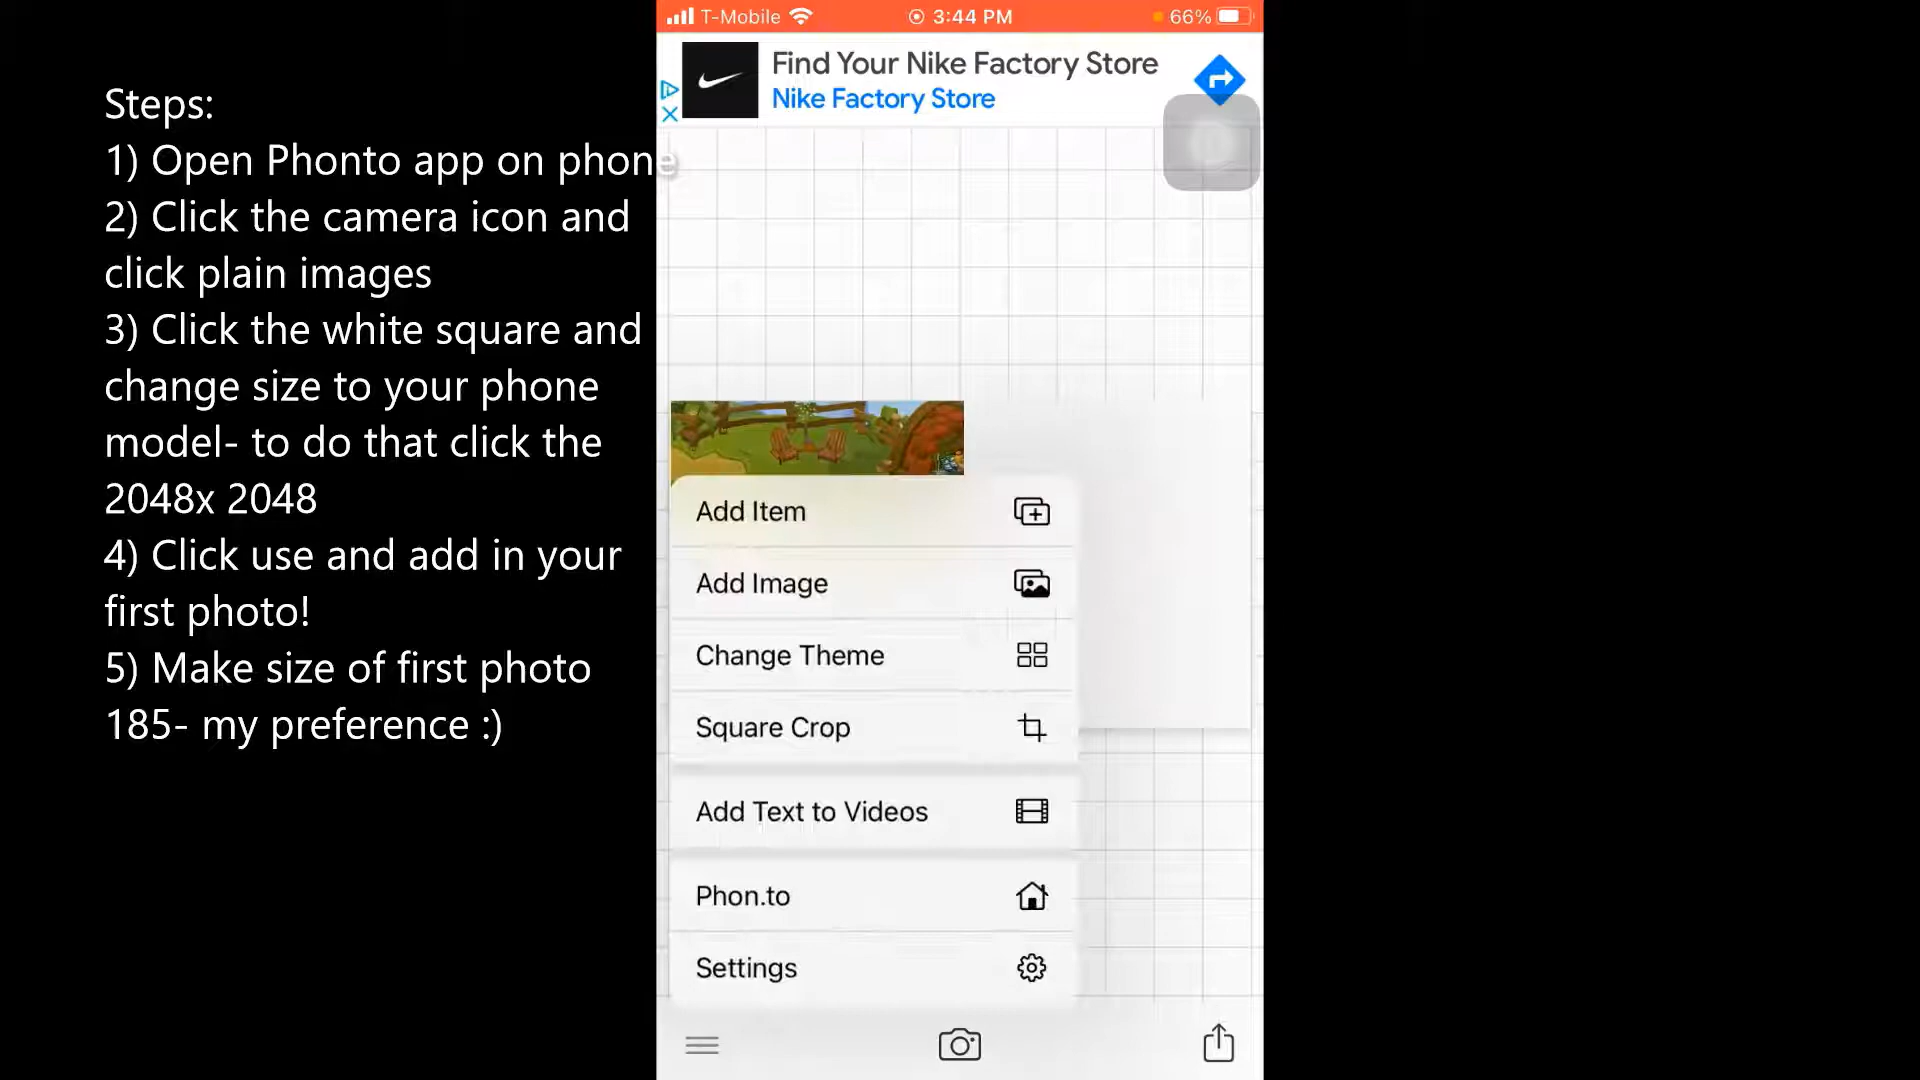 Steps:
1) Open Phonto app on phone
2) Click the camera icon and
click plain images
3) Click the white square and
change size to your phone
model- to do that click the
2048x 2048
4) Click use and add in your
first photo!
5) Make size of first photo
185- my preference :)
T-Mobile
3:44 PM
66%
Find Your Nike Factory Store
Nike Factory Store
Add Item
Add Image
Change Theme
Square Crop
Add Text to Videos
Phon.to
Settings